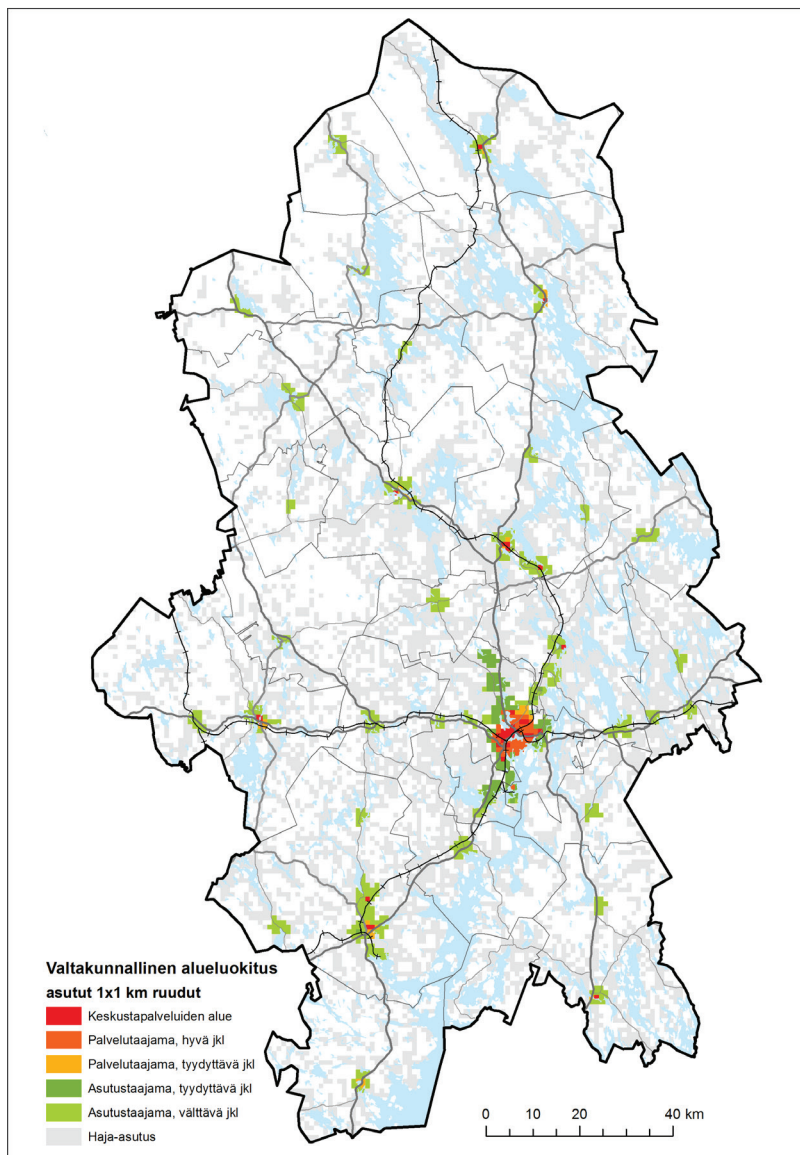 Valtakunnallinen alueluokitus
asutut 1x1 km ruudut
Keskustapalveluiden alue
Palvelutaajama, hyvä jkl
Palvelutaajama, tyydyttävä jkl
Asutustaajama, tyydyttävä jkl
Asutustaajama, välttävä jkl
Haja-asutus
0 10 20 40 km